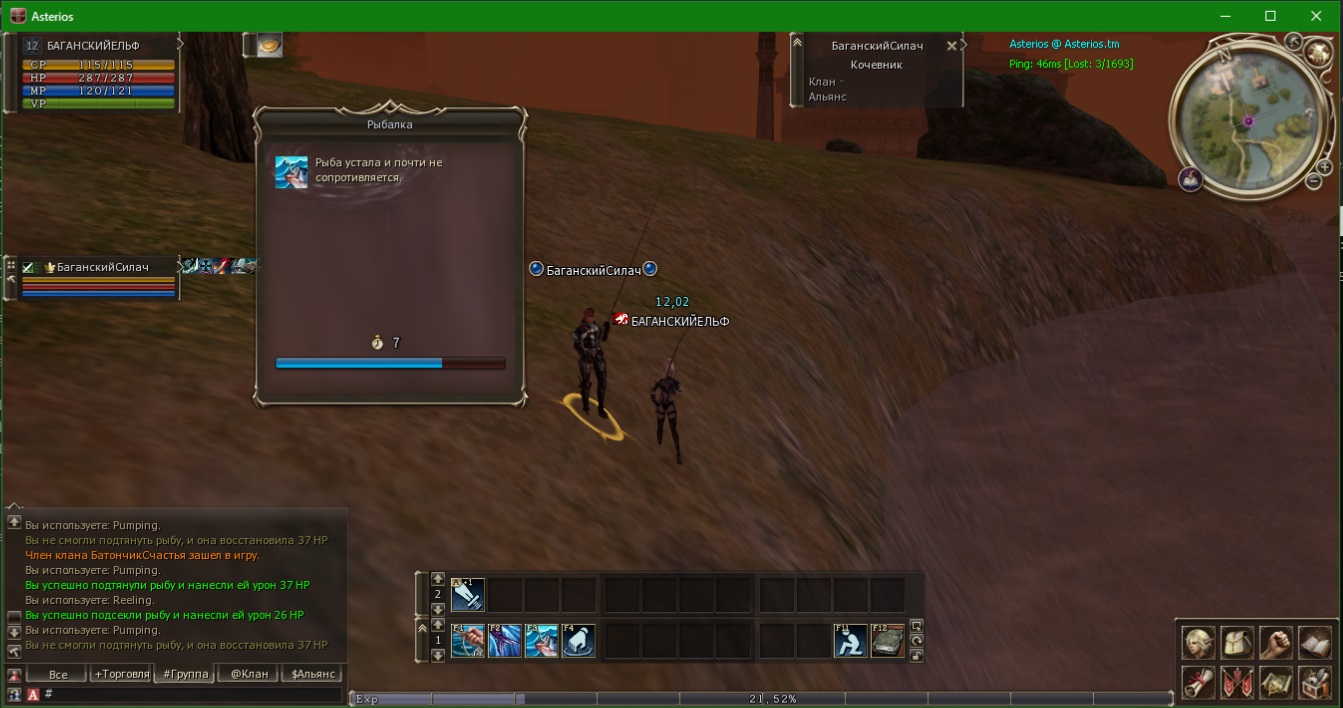 Asterios
12 БАГАНСКИЙЕЛЬФ
CP 115/115
HP 287/287
MP 120/121
VP
БаганскийСилач
Кочевник
Клан -
Альянс
Asterios @ Asterios.tm
Ping: 46ms [Lost: 3/1693]
N
Рыбалка
Рыба устала и почти не
сопротивляется.
7
БаганскийСилач
БаганскийСилач
12,02
БАГАНСКИЙЕЛЬФ
Вы используете: Pumping.
Вы не смогли подтянуть рыбу, и она восстановила 37 HP
Член клана БатончикСчастья зашел в игру.
Вы используете: Pumping.
Вы успешно подтянули рыбу и нанесли ей урон 37 HP
Вы используете: Reeling.
Вы успешно подсекли рыбу и нанесли ей урон 26 HP
Вы используете: Pumping.
Вы не смогли подтянуть рыбу, и она восстановила 37 HP
Все +Торговля #Группа @Клан $Альянс
A #
2
+1
1
F1 F2 F3 F4 F11 F12
Exp 21,52%